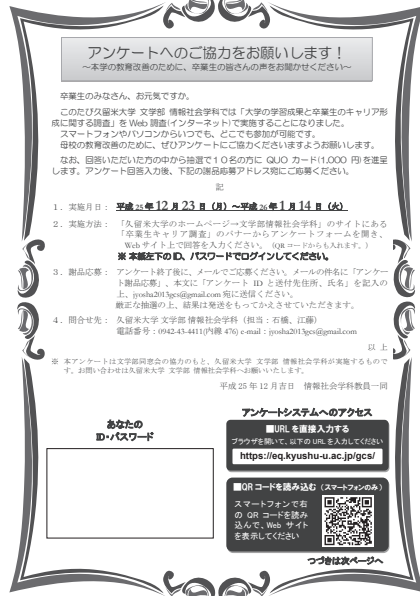 アンケートへのご協力をお願いします！
～本学の教育改善のために、卒業生の皆さんの声をお聞かせください～
卒業生のみなさん、お元気ですか。
このたび久留米大学 文学部 情報社会学科では「大学の学習成果と卒業生のキャリア形
成に関する調査」を Web 調査(インターネット)で実施することになりました。
スマートフォンやパソコンからいつでも、どこでも参加が可能です。
母校の教育改善のために、ぜひアンケートにご協力くださいますようお願いします。
なお、回答いただいた方の中から抽選で１０名の方に QUO カード(1,000 円)を進呈
します。アンケート回答入力後、下記の謝品応募アドレス宛にご応募ください。
記
１．実施月日： 平成 25 年 12 月 23 日（月）～平成 26 年 1 月 14 日（火）
２．実施方法： 「久留米大学のホームページ→文学部情報社会学科」のサイトにある
「卒業生キャリア調査」のバナーからアンケートフォームを開き、
Web サイト上で回答を入力ください。（QR コードからも入れます。）
※ 本紙左下の ID、パスワードでログインしてください。
３．謝品応募： アンケート終了後に、メールでご応募ください。メールの件名に「アンケー
ト謝品応募」、本文に「アンケート ID と送付先住所、氏名」を記入の
上、jyosha2013gcs@gmail.com 宛に送信ください。
厳正な抽選の上、結果は発送をもってかえさせていただきます。
４．問合せ先： 久留米大学 文学部 情報社会学科（担当：石橋、江藤）
電話番号：0942-43-4411(内線 476) e-mail：jyosha2013gcs@gmail.com
以 上
※ 本アンケートは文学部同窓会の協力のもと、久留米大学 文学部 情報社会学科が実施するもので
す。お問い合わせは久留米大学 文学部 情報社会学科へお願いいたします。
平成 25 年 12 月吉日 情報社会学科教員一同
あなたの
ID・パスワード
アンケートシステムへのアクセス
■URL を直接入力する
ブラウザを開いて、以下の URL を入力してください
https://eq.kyushu-u.ac.jp/gcs/
■QR コードを読み込む（スマートフォンのみ）
スマートフォンで右
の QR コードを読み
込んで、Web サイト
を表示してください
つづきは次ページへ